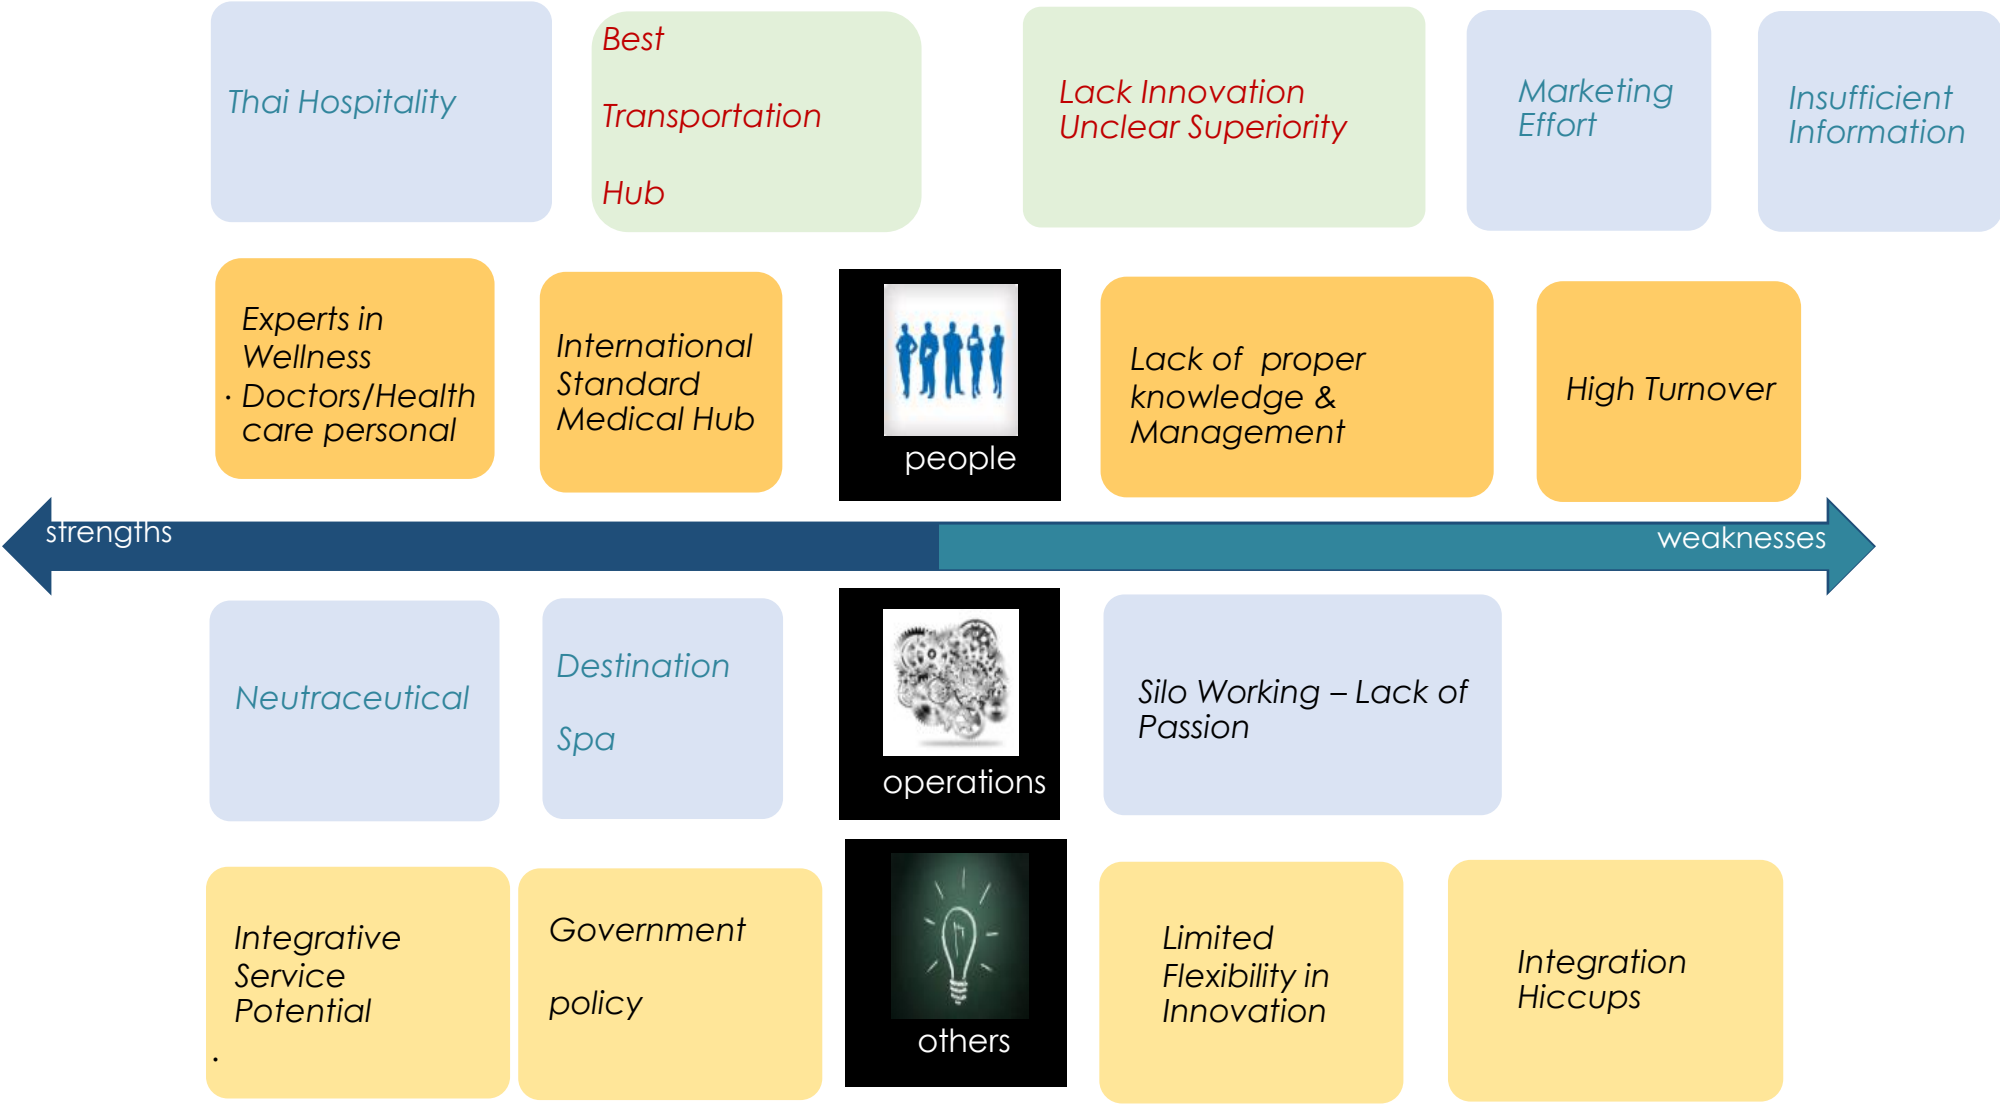 Thai Hospitality
Best
Transportation
Hub
Lack Innovation
Unclear Superiority
Marketing
Effort
Insufficient
Information
Experts in
Wellness
· Doctors/Health
care personal
International
Standard
Medical Hub
people
Lack of  proper
knowledge &
Management
High Turnover
strengths
weaknesses
Neutraceutical
Destination
Spa
operations
Silo Working – Lack of
Passion
Integrative
Service
Potential
·
Government
policy
others
Limited
Flexibility in
Innovation
Integration
Hiccups